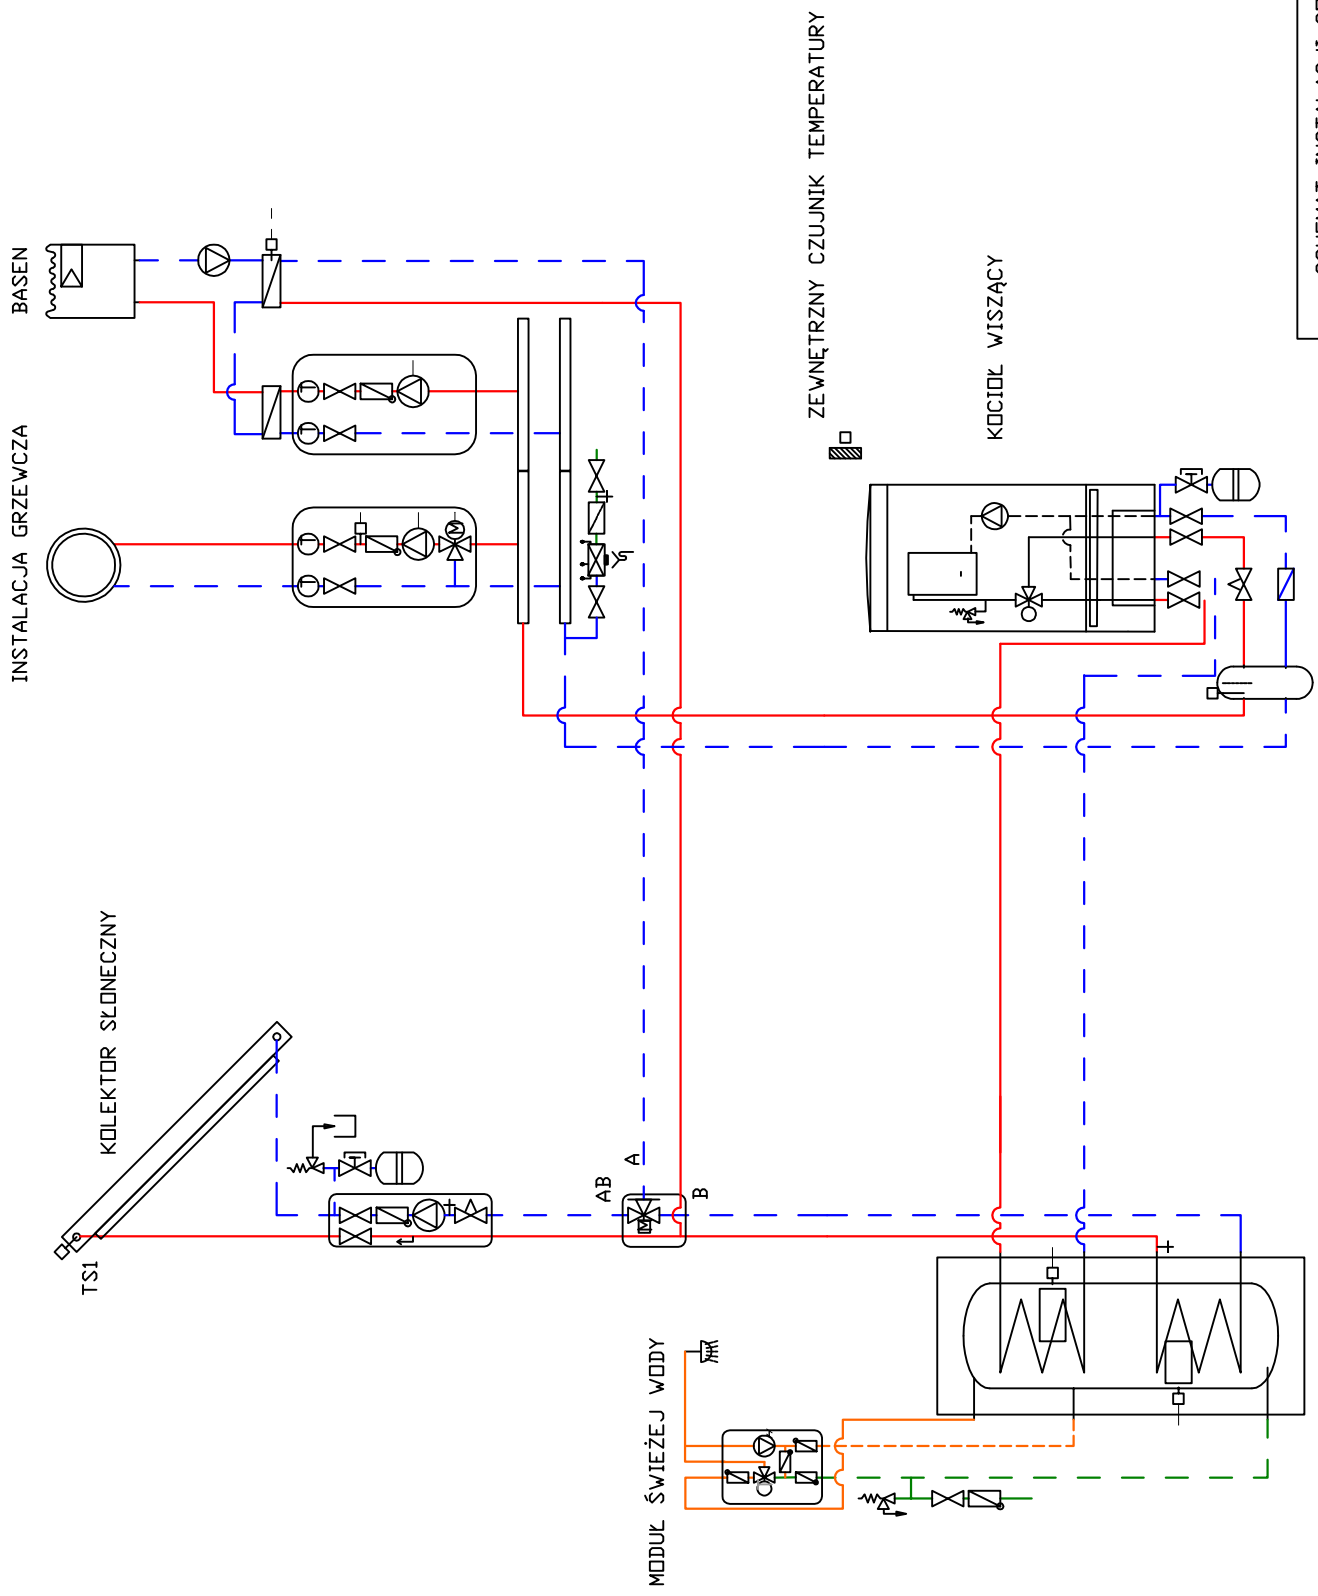 BASEN
INSTALACJA GRZEWCZA
ZEWNĘTRZNY CZUJNIK TEMPERATURY
KOCIOŁ WISZĄCY
KOLEKTOR SŁONECZNY
TS1
AB
A
B
M
M
MODUŁ ŚWIEŻEJ WODY